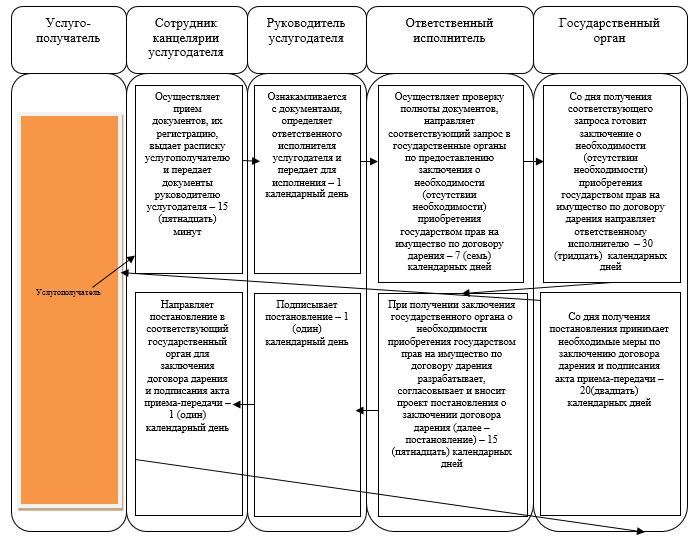 Услуго-
получатель
Сотрудник
канцелярии
услугодателя
Руководитель
услугодателя
Ответственный
исполнитель
Государственный
орган
Услугополучатель
Осуществляет
прием
документов, их
регистрацию,
выдает расписку
услугополучателю
и передает
документы
руководителю
услугодателя – 15
(пятнадцать)
минут
Ознакамливается
с документами,
определяет
ответственного
исполнителя
услугодателя и
передает для
исполнения – 1
календарный день
Осуществляет проверку
полноты документов,
направляет
соответствующий запрос в
государственные органы
по предоставлению
заключения о
необходимости
(отсутствии
необходимости)
приобретения
государством прав на
имущество по договору
дарения – 7 (семь)
календарных дней
Со дня получения
соответствующего
запроса готовит
заключение о
необходимости
(отсутствии
необходимости)
приобретения
государством прав на
имущество по договору
дарения направляет
ответственному
исполнителю – 30
(тридцать) календарных
дней
Направляет
постановление в
соответствующий
государственный
орган для
заключения
договора дарения
и подписания акта
приема-передачи –
1 (один)
календарный день
Подписывает
постановление – 1
(один)
календарный день
При получении заключения
государственного органа о
необходимости
приобретения государством
прав на имущество по
договору дарения
разрабатывает,
согласовывает и вносит
проект постановления о
заключении договора
дарения (далее –
постановление) – 15
(пятнадцать) календарных
дней
Со дня получения
постановления принимает
необходимые меры по
заключению договора
дарения и подписания
акта приема-передачи –
20(двадцать)
календарных дней